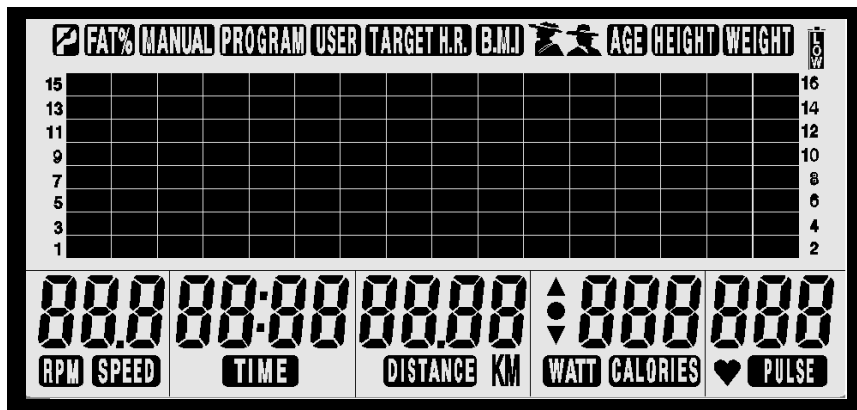 P FAT% MANUAL PROGRAM USER TARGET H.R. B.M.I AGE HEIGHT WEIGHT LOW
15 16
13 14
11 12
9 10
7 8
5 6
3 4
1 2
88.8 88:88 88.88 888 888
RPM SPEED TIME DISTANCE KM WATT CALORIES PULSE